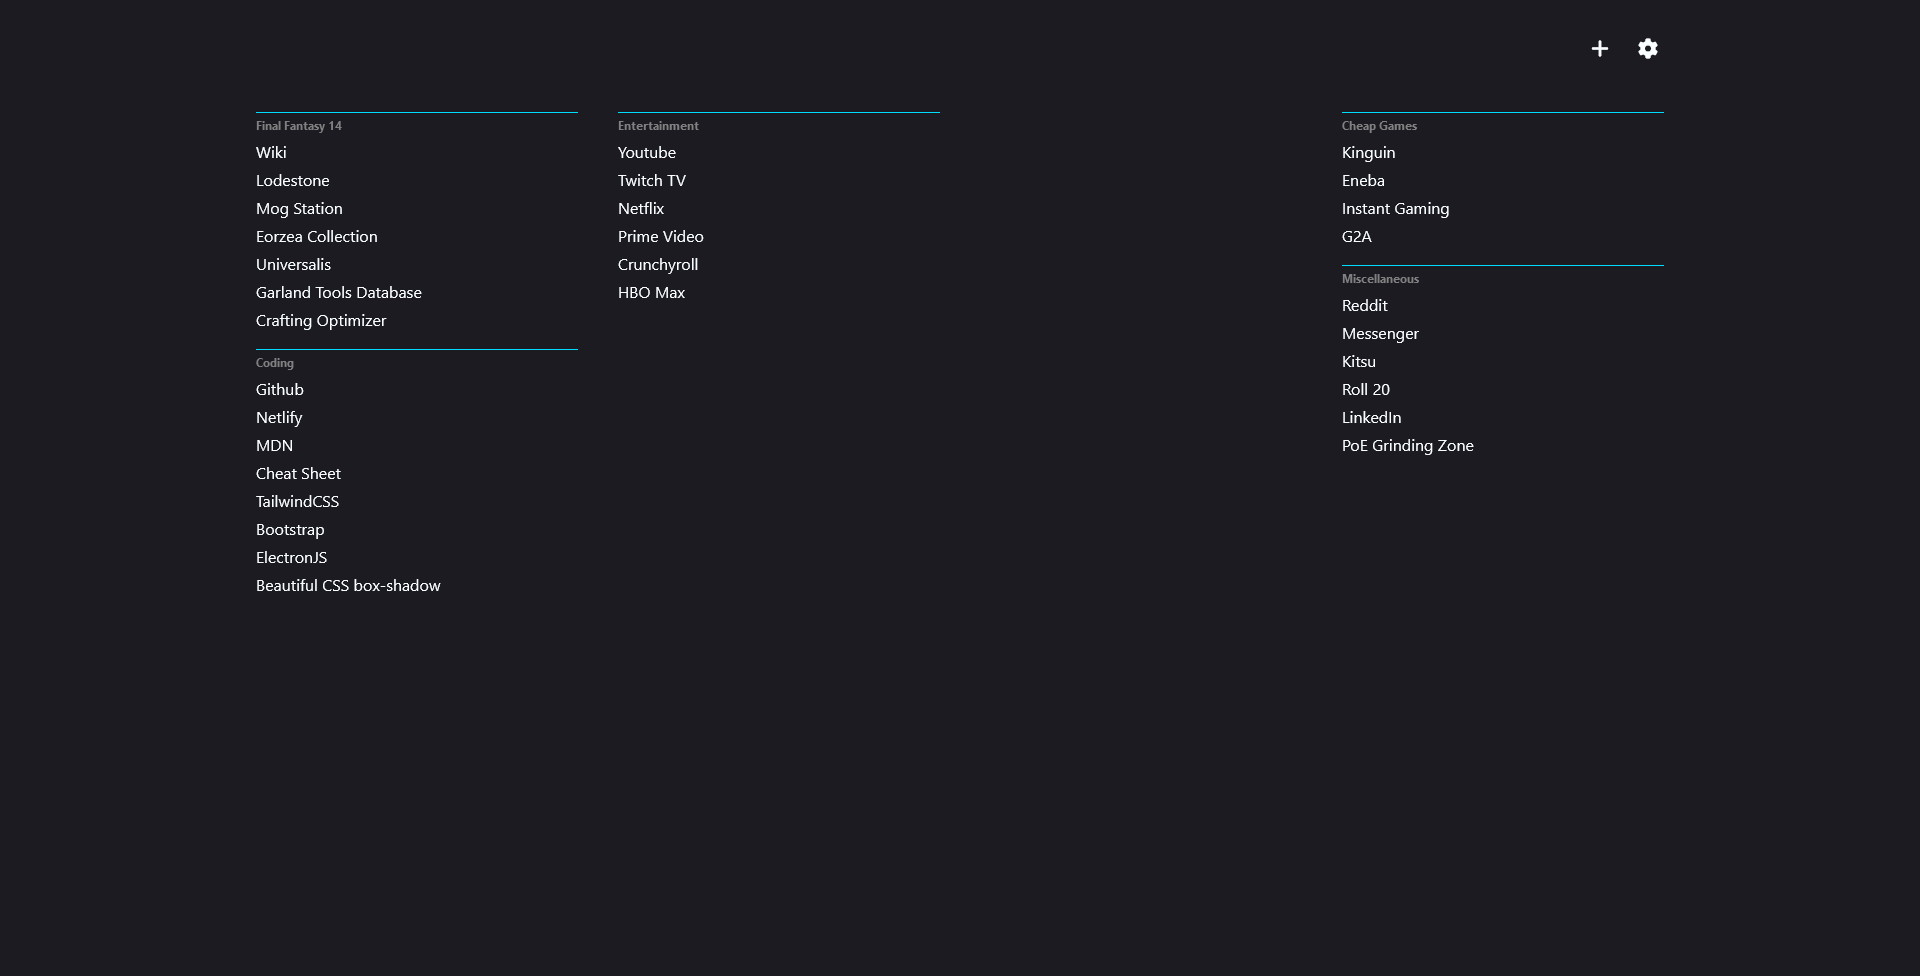 Final Fantasy 14
Wiki
Lodestone
Mog Station
Eorzea Collection
Universalis
Garland Tools Database
Crafting Optimizer
Coding
Github
Netlify
MDN
Cheat Sheet
TailwindCSS
Bootstrap
ElectronJS
Beautiful CSS box-shadow
Entertainment
Youtube
Twitch TV
Netflix
Prime Video
Crunchyroll
HBO Max
Cheap Games
Kinguin
Eneba
Instant Gaming
G2A
Miscellaneous
Reddit
Messenger
Kitsu
Roll 20
LinkedIn
PoE Grinding Zone